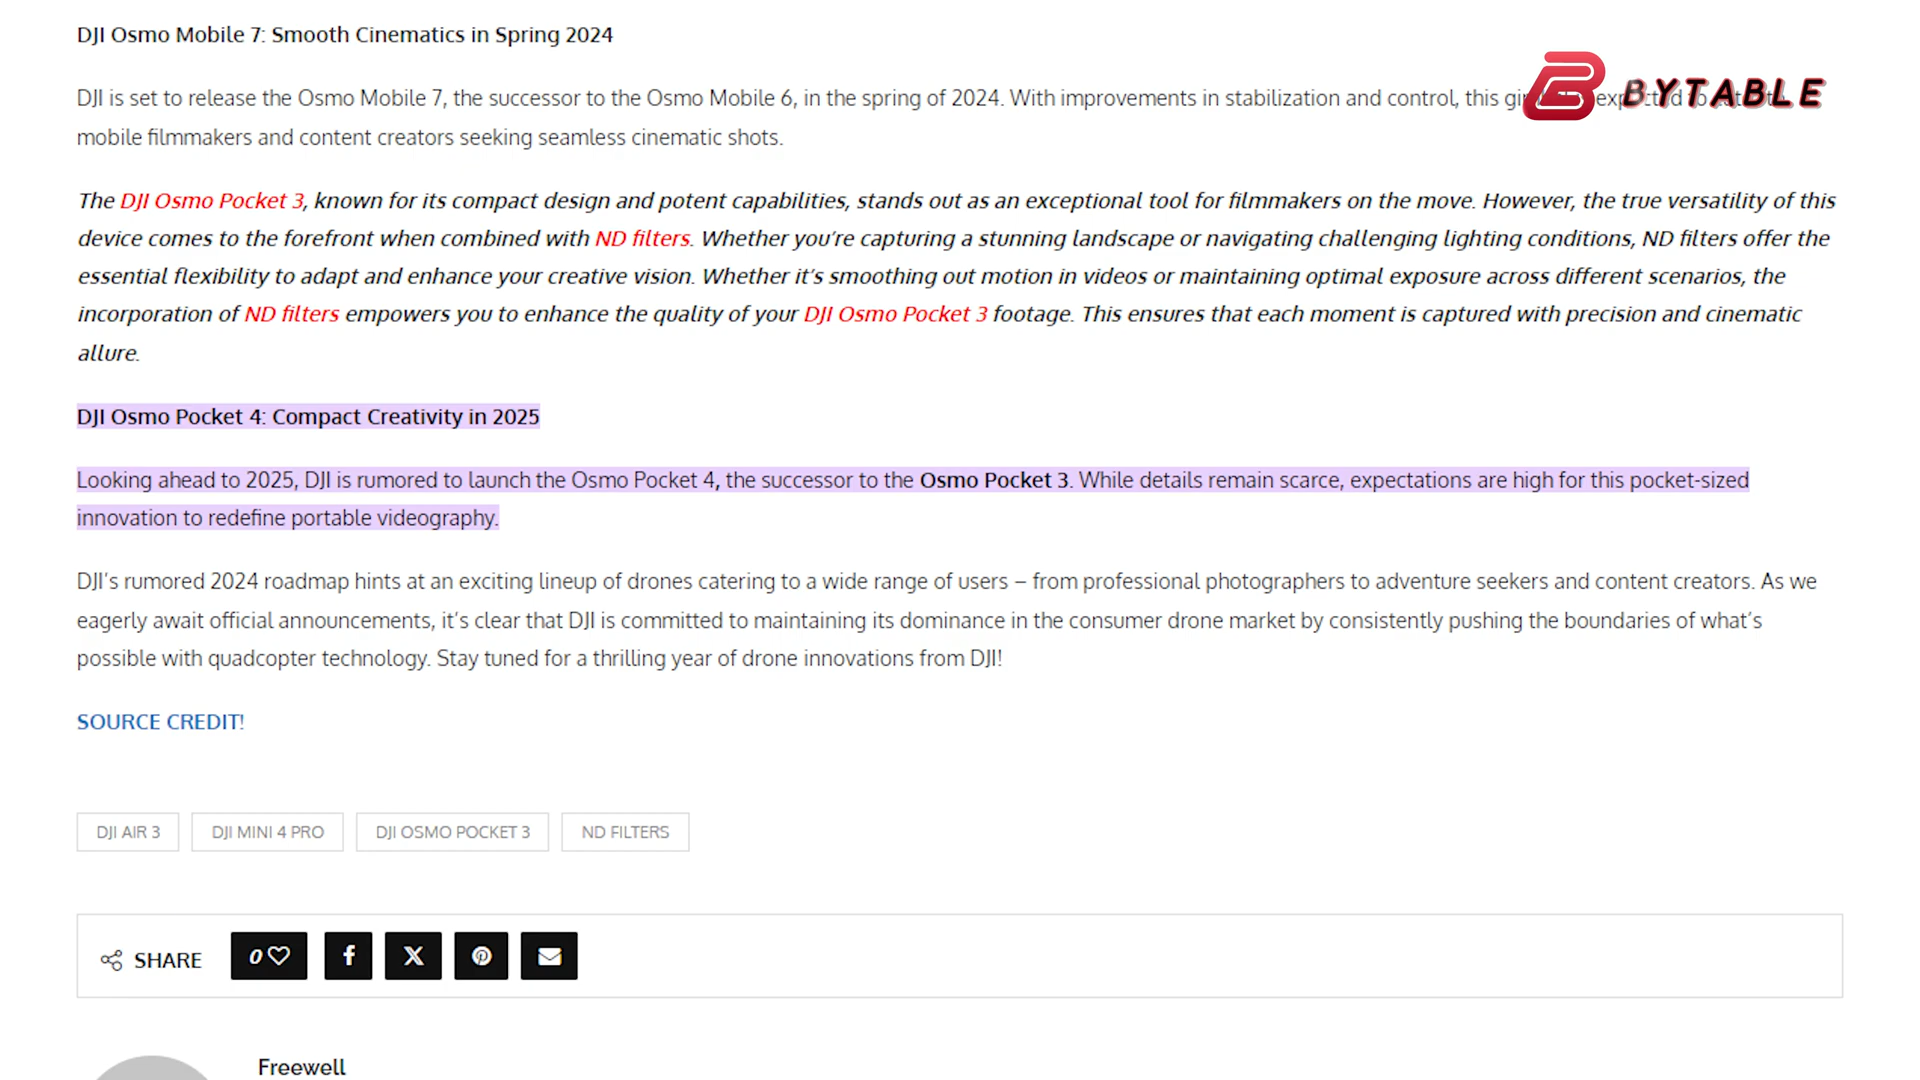 DJI Osmo Mobile 7: Smooth Cinematics in Spring 2024
DJI is set to release the Osmo Mobile 7, the successor to the Osmo Mobile 6, in the spring of 2024. With improvements in stabilization and control, this
BYTABLE
mobile filmmakers and content creators seeking seamless cinematic shots.
The DJI Osmo Pocket 3, known for its compact design and potent capabilities, stands out as an exceptional tool for filmmakers on the move. However, the true versatility of this
device comes to the forefront when combined with ND filters. Whether you’re capturing a stunning landscape or navigating challenging lighting conditions, ND filters offer the
essential flexibility to adapt and enhance your creative vision. Whether it’s smoothing out motion in videos or maintaining optimal exposure across different scenarios, the
incorporation of ND filters empowers you to enhance the quality of your DJI Osmo Pocket 3 footage. This ensures that each moment is captured with precision and cinematic
allure.
DJI Osmo Pocket 4: Compact Creativity in 2025
Looking ahead to 2025, DJI is rumored to launch the Osmo Pocket 4, the successor to the Osmo Pocket 3. While details remain scarce, expectations are high for this pocket-sized
innovation to redefine portable videography.
DJI’s rumored 2024 roadmap hints at an exciting lineup of drones catering to a wide range of users – from professional photographers to adventure seekers and content creators. As we
eagerly await official announcements, it’s clear that DJI is committed to maintaining its dominance in the consumer drone market by consistently pushing the boundaries of what’s
possible with quadcopter technology. Stay tuned for a thrilling year of drone innovations from DJI!
SOURCE CREDIT!
DJI AIR 3 DJI MINI 4 PRO DJI OSMO POCKET 3 ND FILTERS
SHARE 0
Freewell